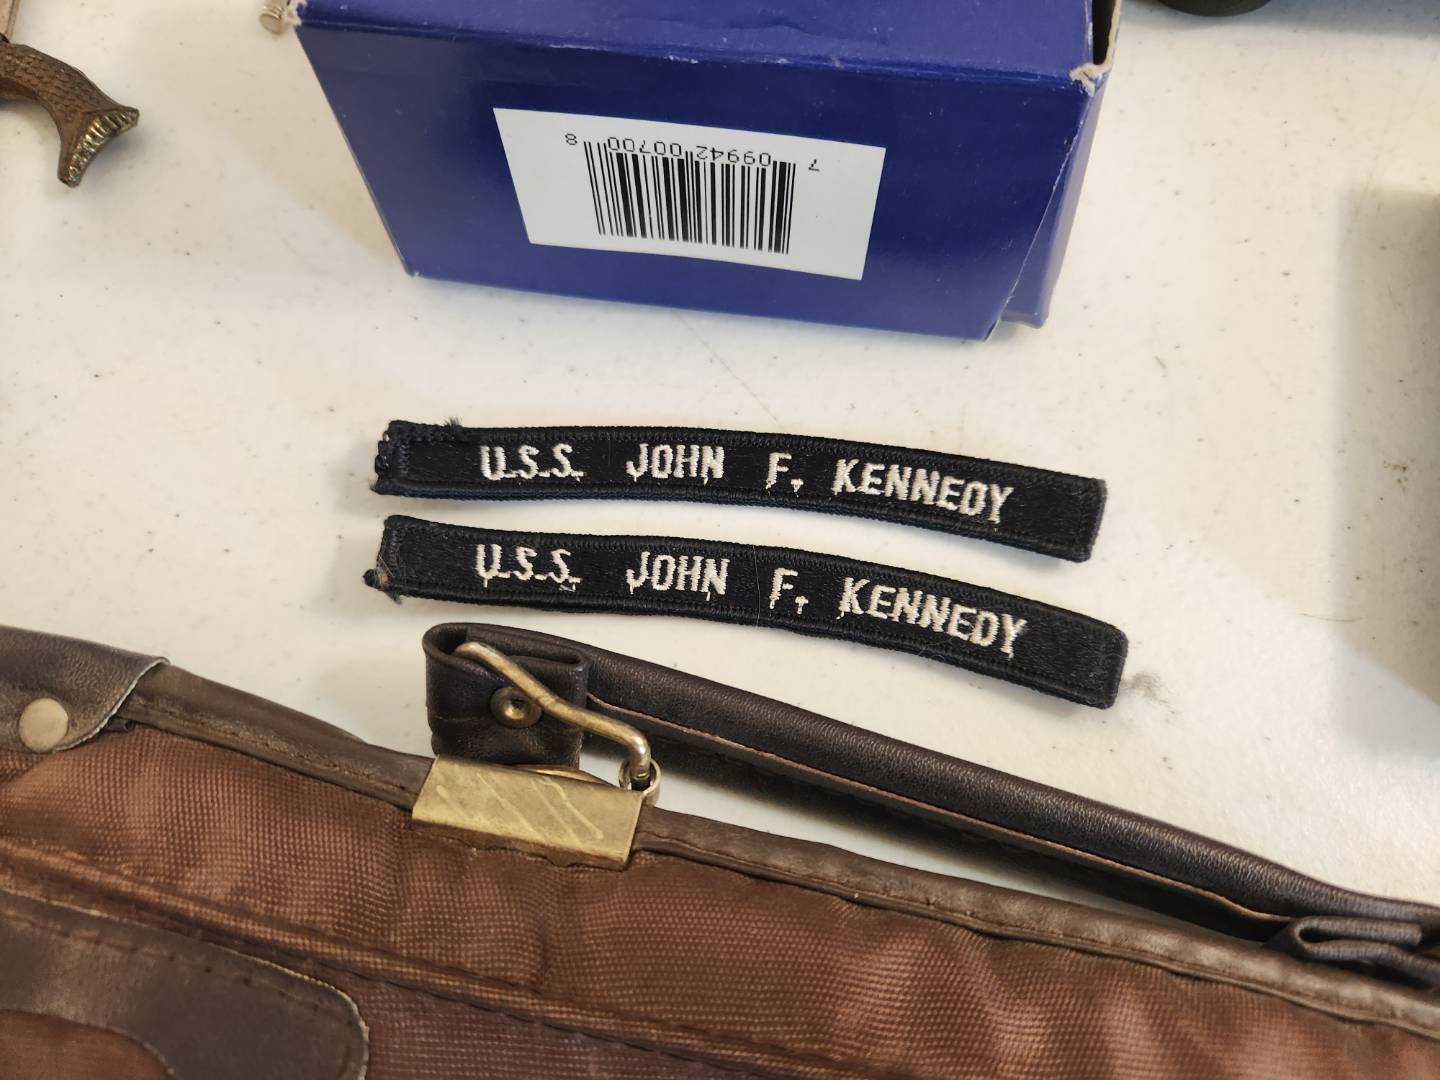 7 09942 00700 8
U.S.S. JOHN F. KENNEDY
U.S.S. JOHN F. KENNEDY